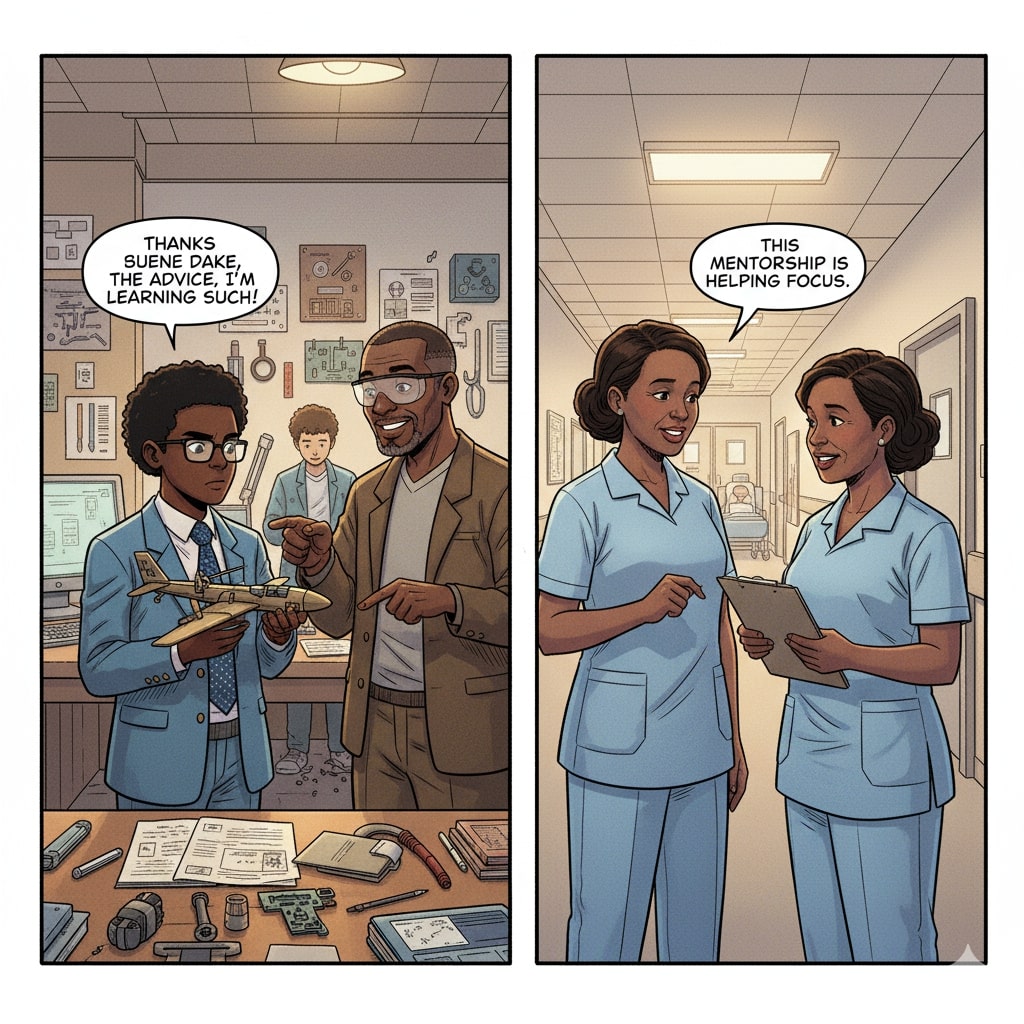 THANKS
BUENE DAKE,
THE ADVICE, I'M
LEARNING SUCH!
THIS
MENTORSHIP IS
HELPING FOCUS.